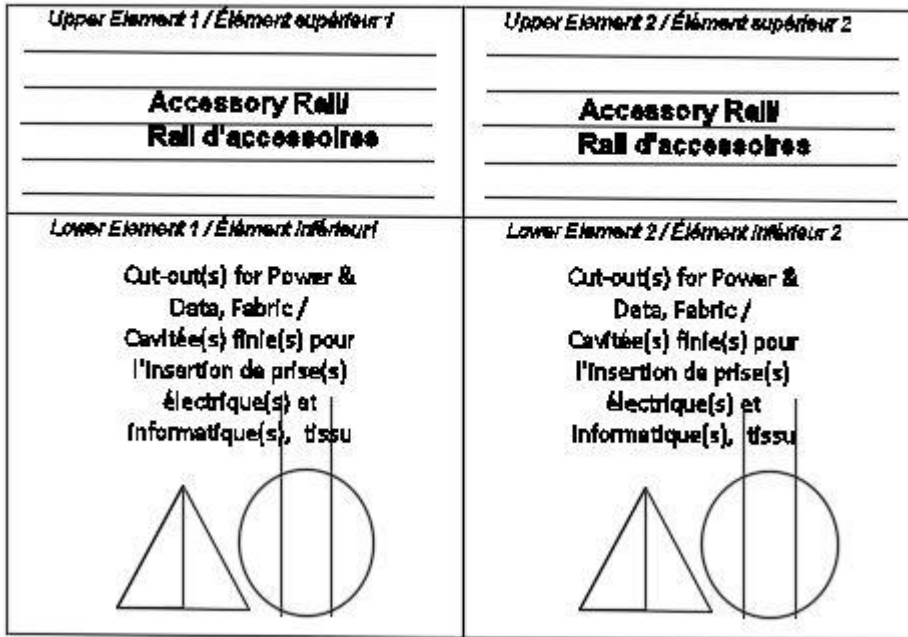 Upper Element 1 / Élément supérieur 1
Accessory Rail/
Rail d'accessoires
Upper Element 2 / Élément supérieur 2
Accessory Rail/
Rail d'accessoires
Lower Element 1 / Élément inférieur1
Cut-out(s) for Power &
Data, Fabric /
Cavitée(s) finie(s) pour
l'insertion de prise(s)
électrique(s) et
informatique(s), tissu
Lower Element 2 / Élément inférieur 2
Cut-out(s) for Power &
Data, Fabric /
Cavitée(s) finie(s) pour
l'insertion de prise(s)
électrique(s) et
informatique(s), tissu